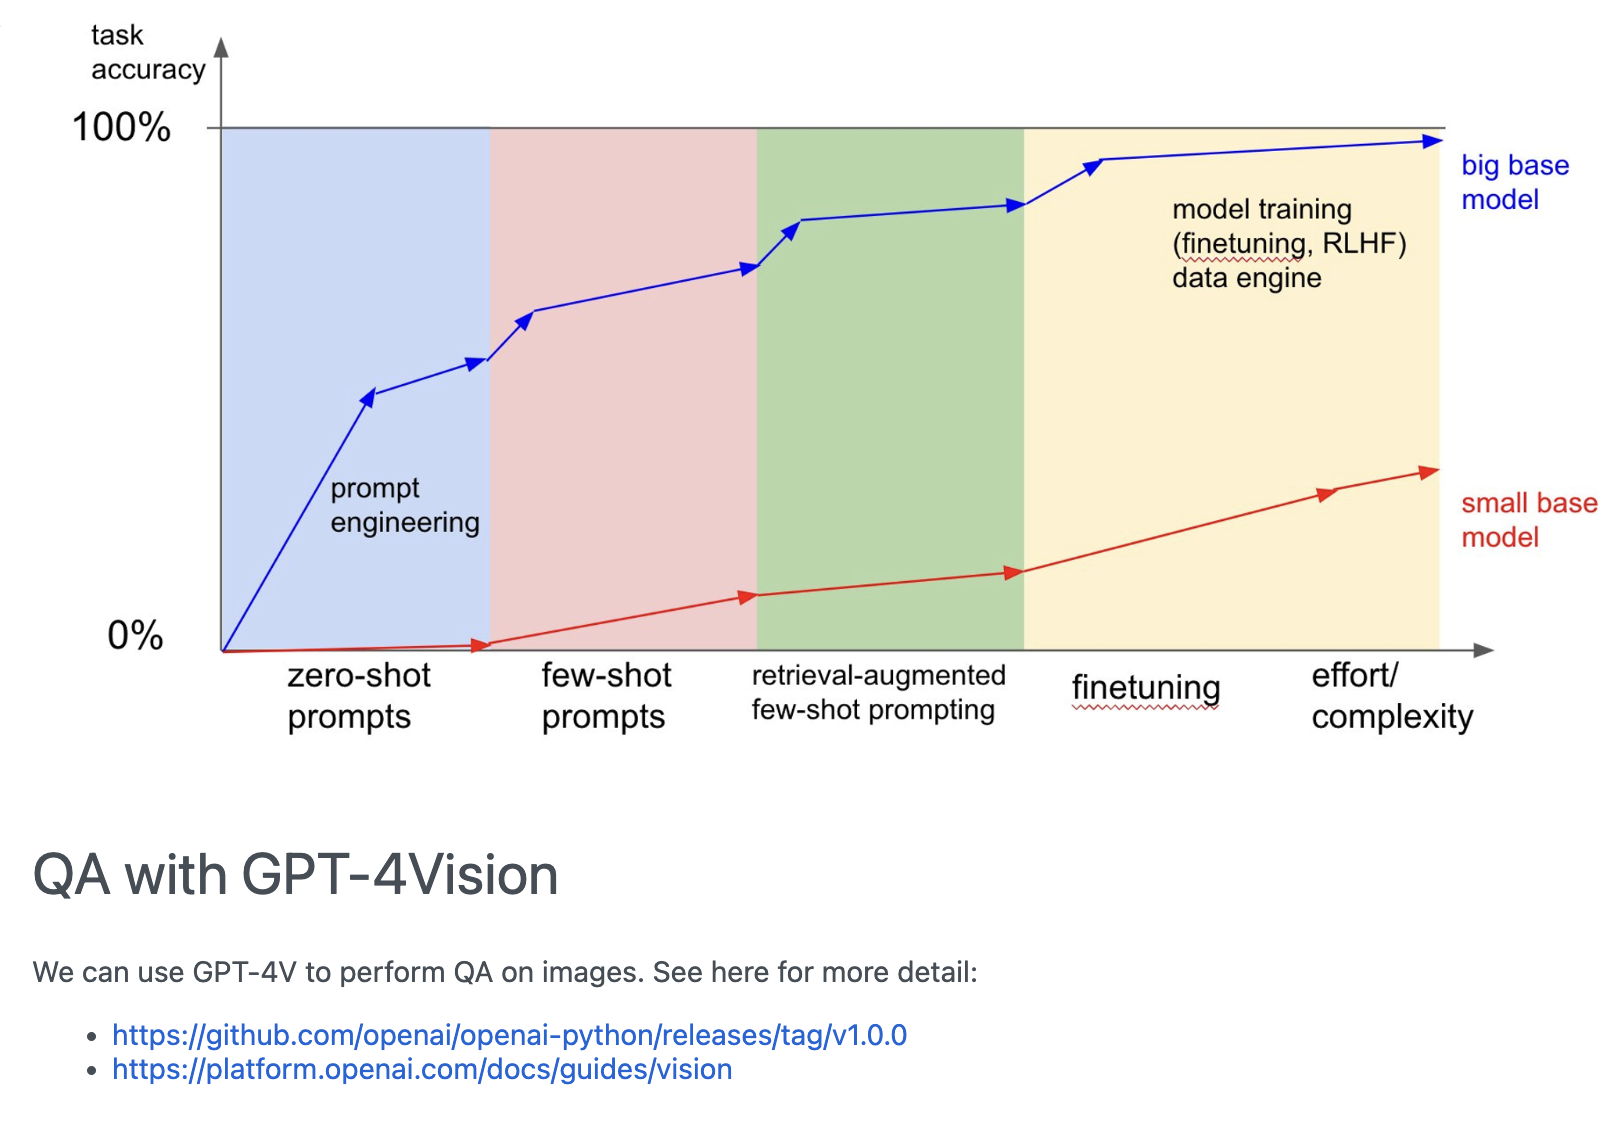 task
accuracy
100%
big base
model
model training
(finetuning, RLHF)
data engine
prompt
engineering
small base
model
0%
zero-shot
prompts
few-shot
prompts
retrieval-augmented
few-shot prompting
finetuning
effort/
complexity
QA with GPT-4Vision
We can use GPT-4V to perform QA on images. See here for more detail:
• https://github.com/openai/openai-python/releases/tag/v1.0.0
• https://platform.openai.com/docs/guides/vision